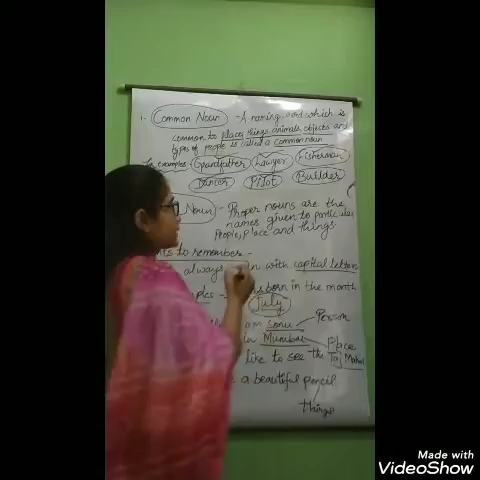 1. Common Noun - A naming word which is
common to places, things, animals, objects and
types of people is called a common noun
examples Grandfather Lawyer Fisherman
Dancer Pilot Builder
Noun - Proper nouns are the
names given to particular
People, Place and things.
to remember -
always with capital letters
born in the month
July
am Sonu Person
Mumbai Place
like to see the Taj Mahal
a beautiful pencil
things
Made with
VideoShow